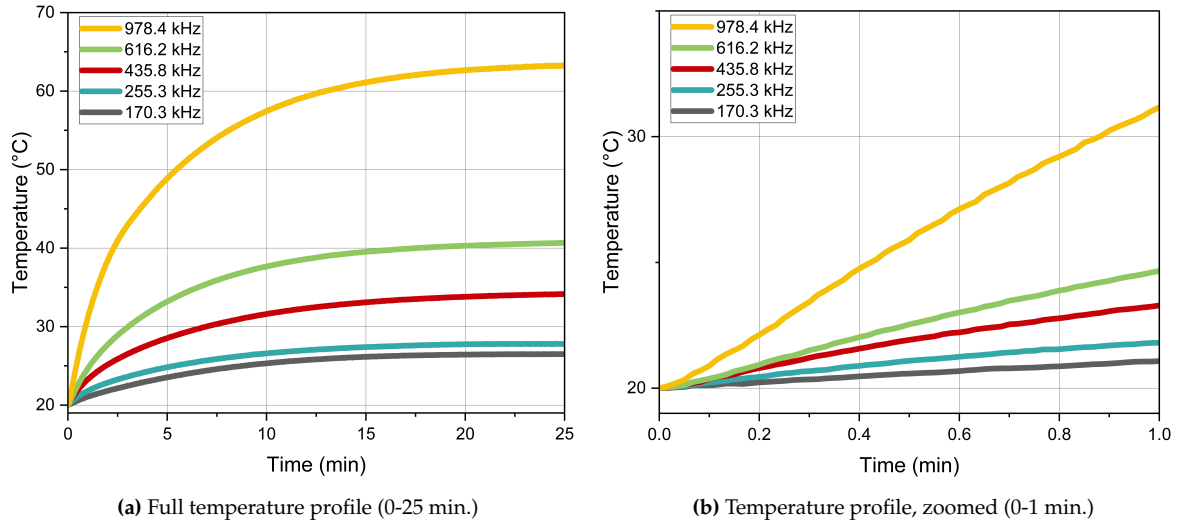 978.4 kHz
616.2 kHz
435.8 kHz
255.3 kHz
170.3 kHz
70
60
50
40
30
20
Temperature (°C)
0 5 10 15 20 25
Time (min)
(a) Full temperature profile (0-25 min.)
978.4 kHz
616.2 kHz
435.8 kHz
255.3 kHz
170.3 kHz
30
20
Temperature (°C)
0.0 0.2 0.4 0.6 0.8 1.0
Time (min)
(b) Temperature profile, zoomed (0-1 min.)